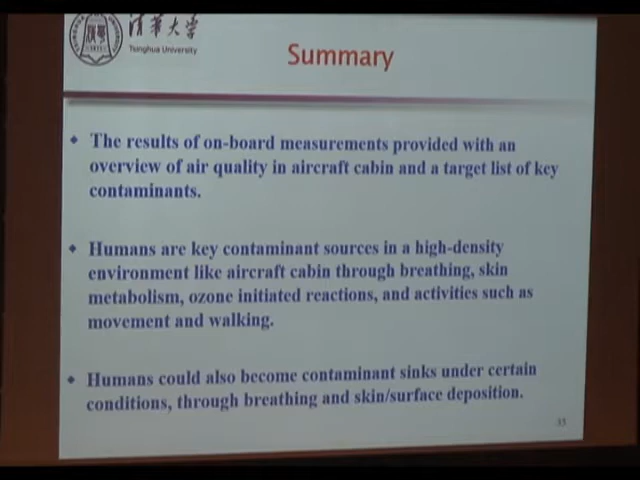 清华大学
Tsinghua University
Summary
The results of on-board measurements provided with an
overview of air quality in aircraft cabin and a target list of key
contaminants.
Humans are key contaminant sources in a high-density
environment like aircraft cabin through breathing, skin
metabolism, ozone initiated reactions, and activities such as
movement and walking.
Humans could also become contaminant sinks under certain
conditions, through breathing and skin/surface deposition.